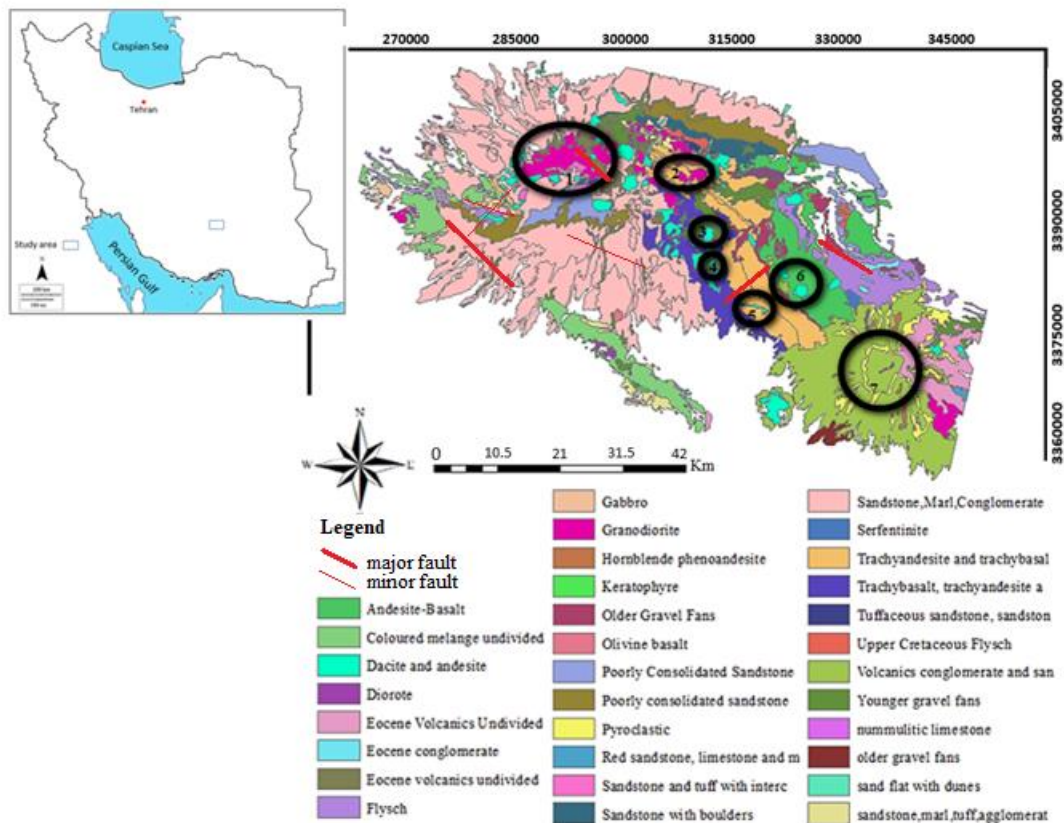 Caspian Sea
Tehran
Study area
N
Persian Gulf
270000 285000 300000 315000 330000 345000
3405000
3390000
3375000
3360000
1
2
3
4
5
6
7
N
W
S
0 10.5 21 31.5 42
Km
Legend
major fault
minor fault
Andesite-Basalt
Coloured melange undivided
Dacite and andesite
Diorote
Eocene Volcanics Undivided
Eocene conglomerate
Eocene volcanics undivided
Flysch
Gabbro
Granodiorite
Hornblende phenoandesite
Keratophyre
Older Gravel Fans
Olivine basalt
Poorly Consolidated Sandstone
Poorly consolidated sandstone
Pyroclastic
Red sandstone, limestone and m
Sandstone and tuff with interc
Sandstone with boulders
Sandstone,Marl,Conglomerate
Serfentinite
Trachyandesite and trachybasal
Trachybasalt, trachyandesite a
Tuffaceous sandstone, sandston
Upper Cretaceous Flysch
Volcanics conglomerate and san
Younger gravel fans
nummulitic limestone
older gravel fans
sand flat with dunes
sandstone,marl,tuff,agglomerat